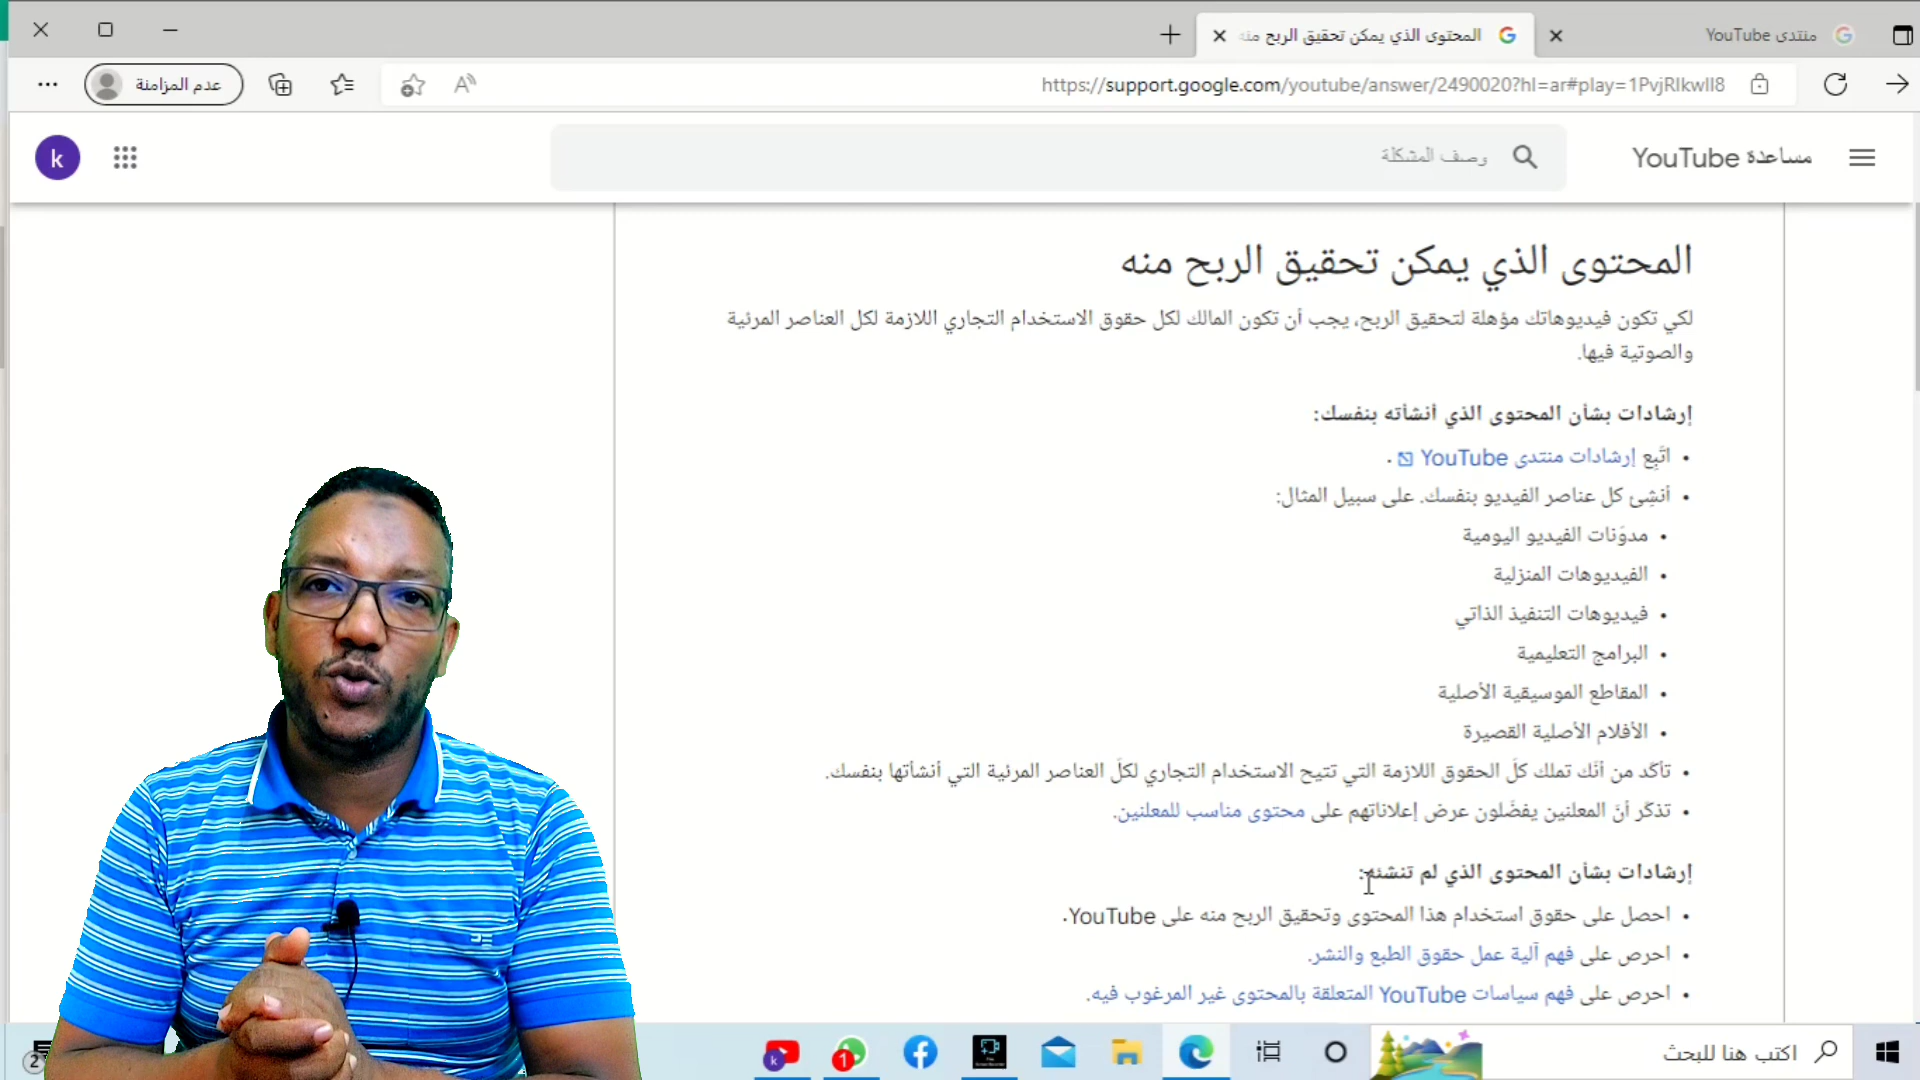 منتدى YouTube
المحتوى الذي يمكن تحقيق الربح منه
https://support.google.com/youtube/answer/2490020?hl=ar#play=1PvjRIkwIl8
عدم المزامنة
مساعدة YouTube
وصف المشكلة
k
المحتوى الذي يمكن تحقيق الربح منه
لكي تكون فيديوهاتك مؤهلة لتحقيق الربح، يجب أن تكون المالك لكل حقوق الاستخدام التجاري اللازمة لكل العناصر المرئية
والصوتية فيها.
إرشادات بشأن المحتوى الذي أنشأته بنفسك:
• اتَّبِع إرشادات منتدى YouTube .
• أنشِئ كل عناصر الفيديو بنفسك. على سبيل المثال:
• مدوّنات الفيديو اليومية
• الفيديوهات المنزلية
• فيديوهات التنفيذ الذاتي
• البرامج التعليمية
• المقاطع الموسيقية الأصلية
• الأفلام الأصلية القصيرة
• تأكّد من أنّك تملك كلّ الحقوق اللازمة التي تتيح الاستخدام التجاري لكلّ العناصر المرئية التي أنشأتها بنفسك.
• تذكّر أنّ المعلنين يفضّلون عرض إعلاناتهم على محتوى مناسب للمعلنين.
إرشادات بشأن المحتوى الذي لم تنشئه:
• احصل على حقوق استخدام هذا المحتوى وتحقيق الربح منه على YouTube.
• احرص على فهم آلية عمل حقوق الطبع والنشر.
• احرص على فهم سياسات YouTube المتعلقة بالمحتوى غير المرغوب فيه.
اكتب هنا للبحث
1
k
2